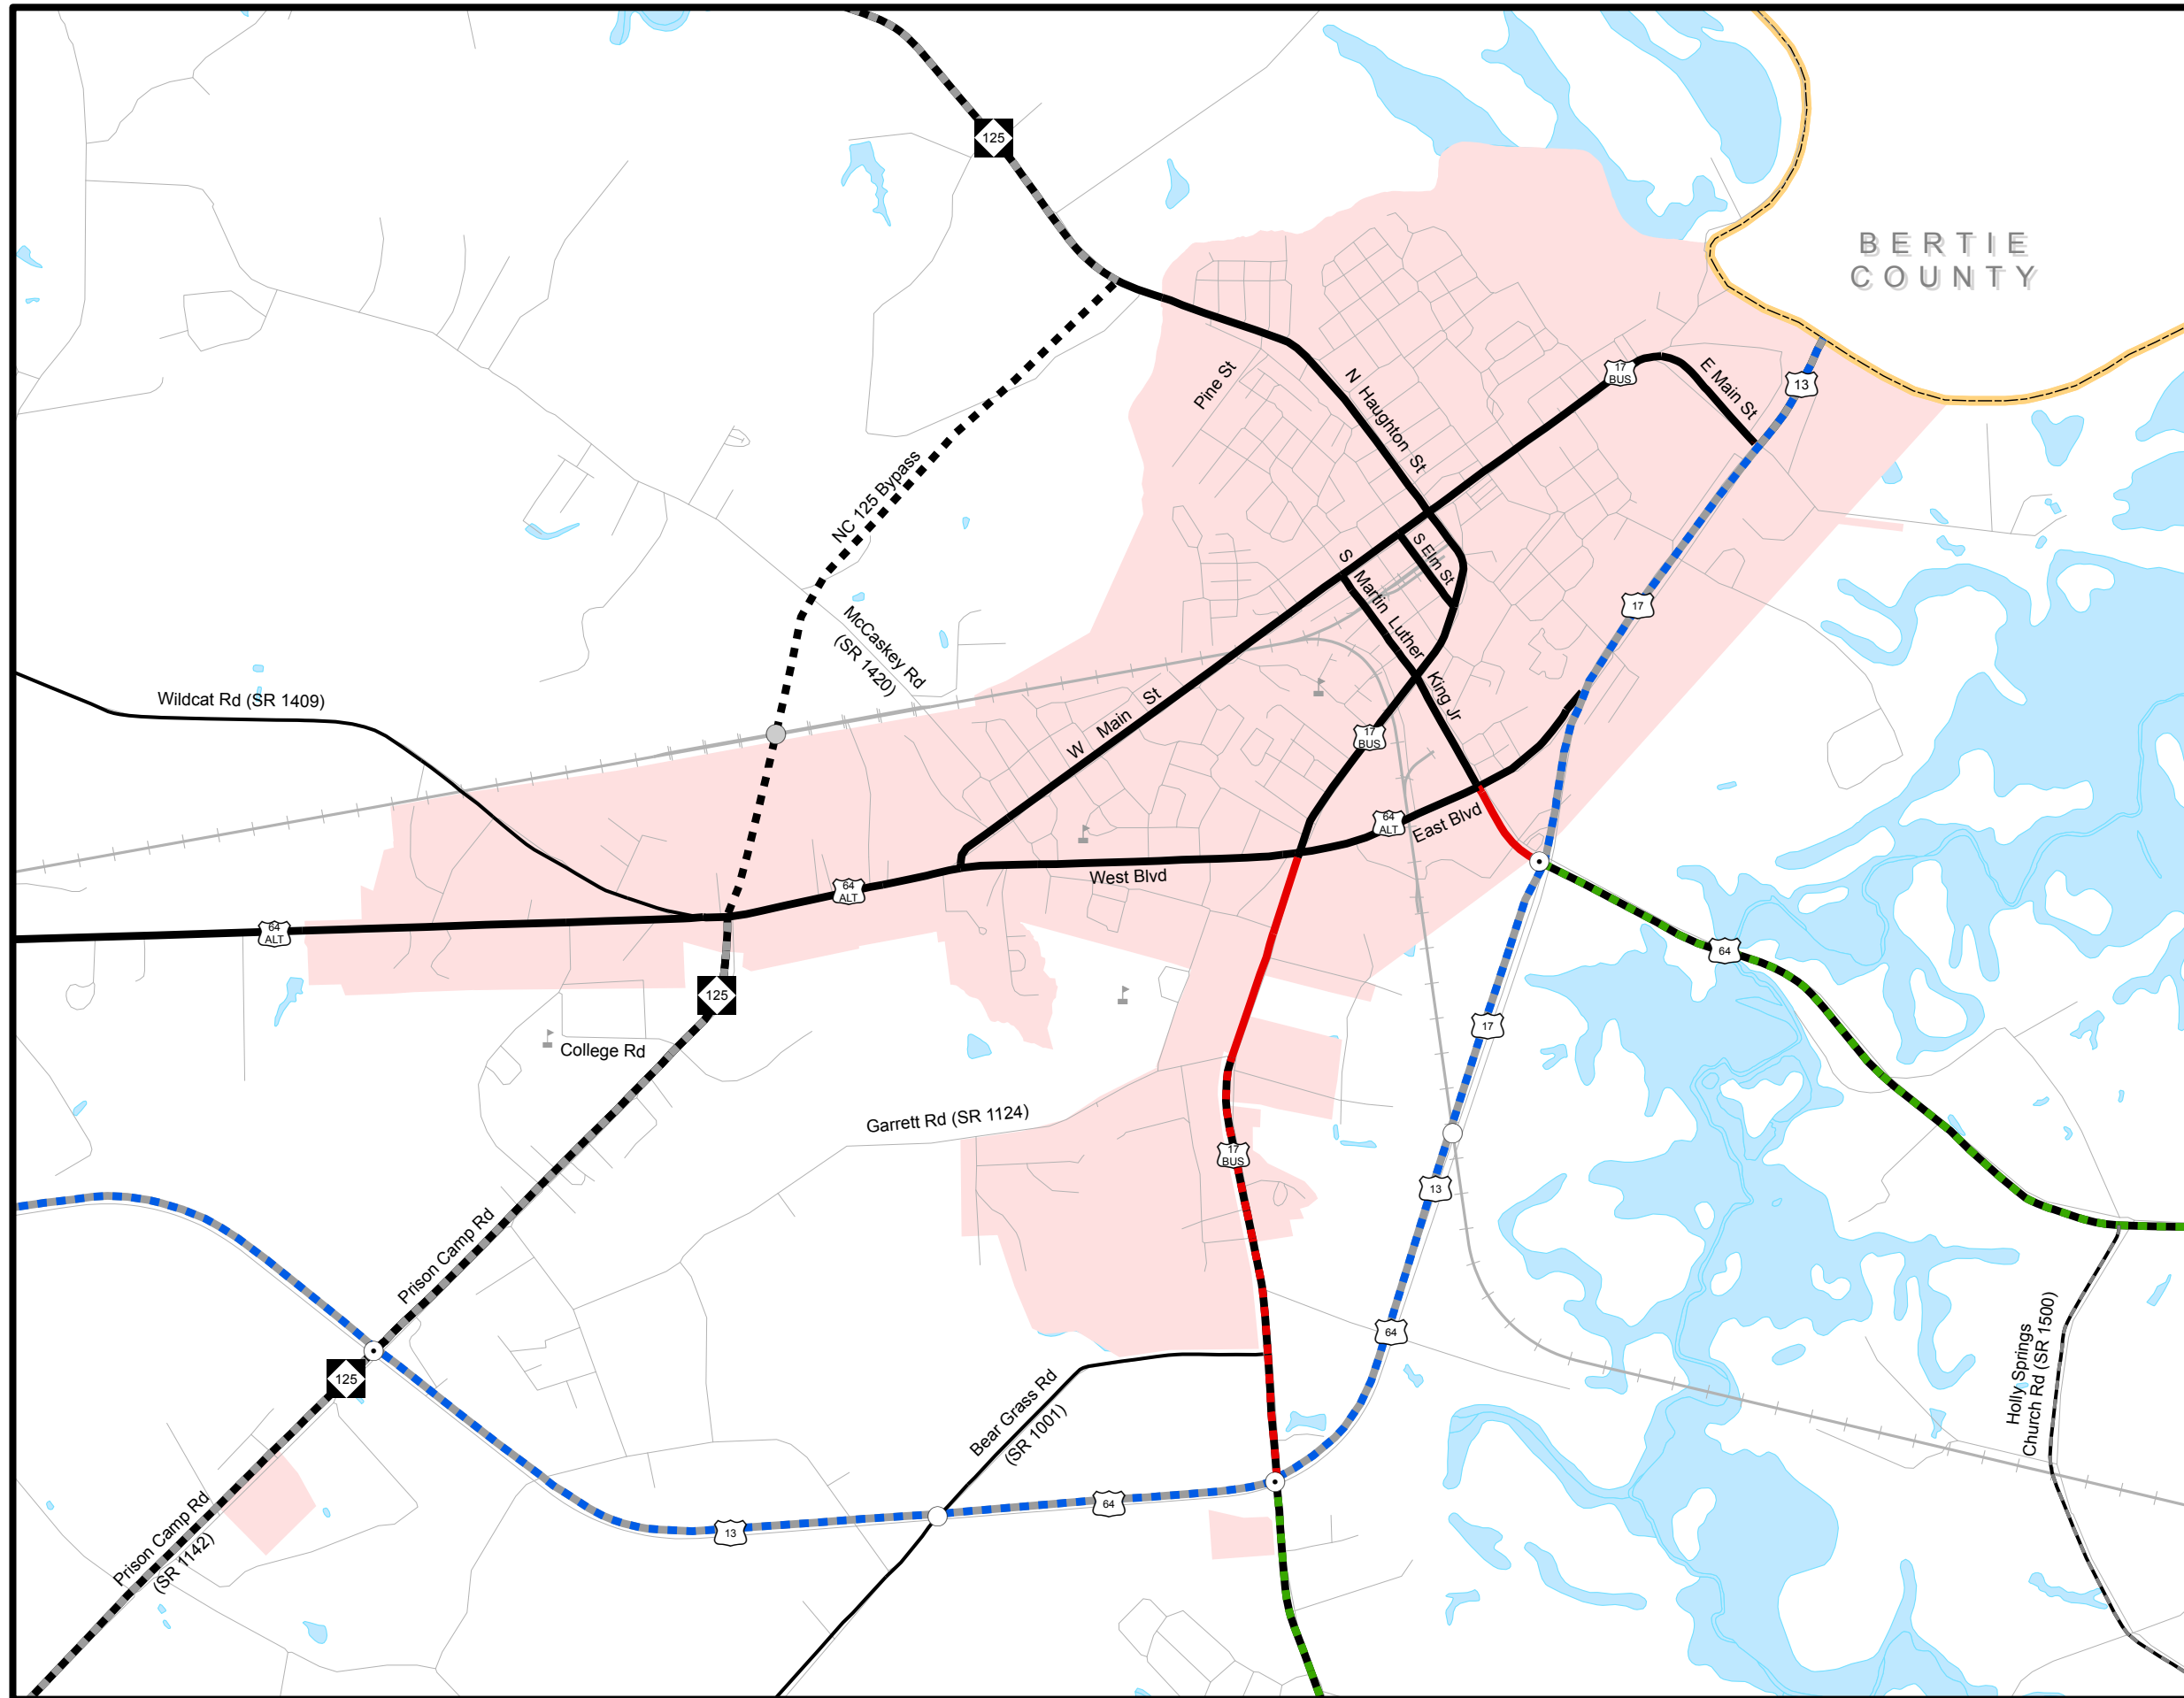 125
BERTIE
COUNTY
Pine St
N Haughton St
17
BUS
E Main St
13
NC 125 Bypass
S Elm St
S Martin Luther King Jr
17
McCaskey Rd
(SR 1420)
Wildcat Rd (SR 1409)
W Main St
17
BUS
64
ALT
East Blvd
64
ALT
West Blvd
64
ALT
64
125
17
College Rd
Garrett Rd (SR 1124)
17
BUS
13
Prison Camp Rd
64
125
Holly Springs
Church Rd (SR 1500)
Bear Grass Rd
(SR 1001)
64
13
Prison Camp Rd
(SR 1142)